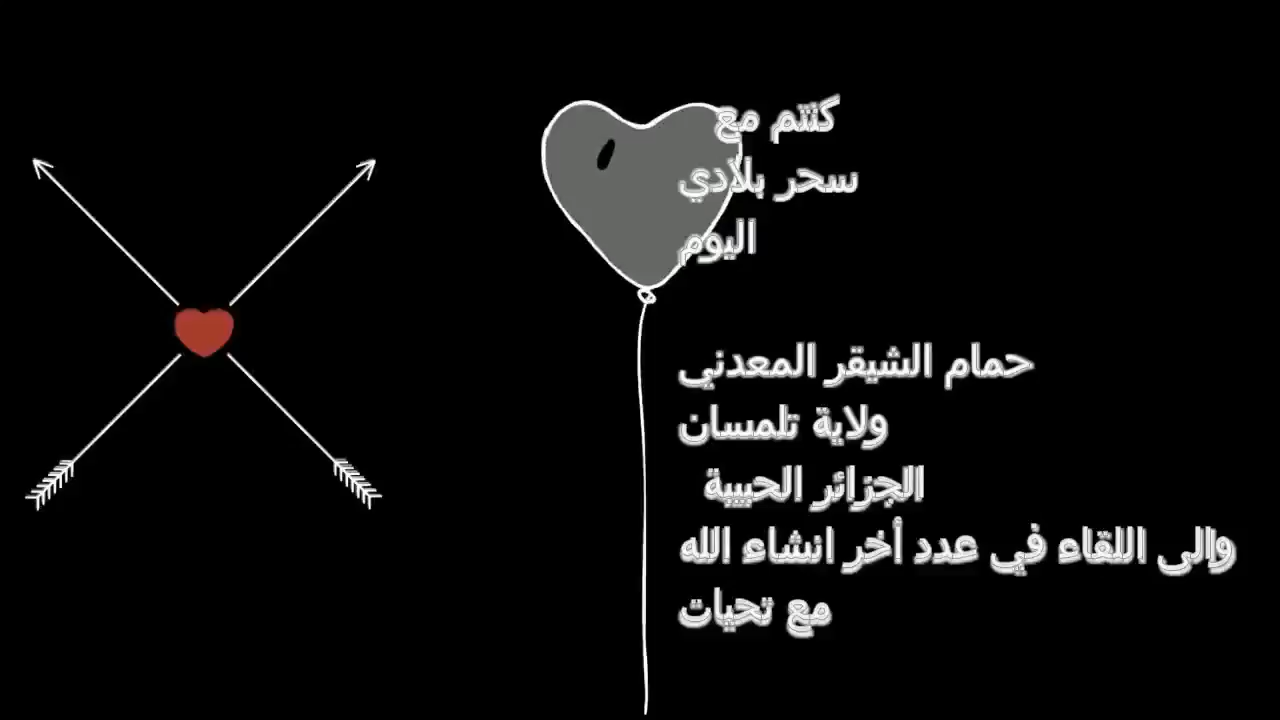 كنتم مع
سحر بلادي
اليوم
حمام الشيقر المعدني
ولاية تلمسان
الجزائر الحبيبة
والى اللقاء في عدد أخر انشاء الله
مع تحيات